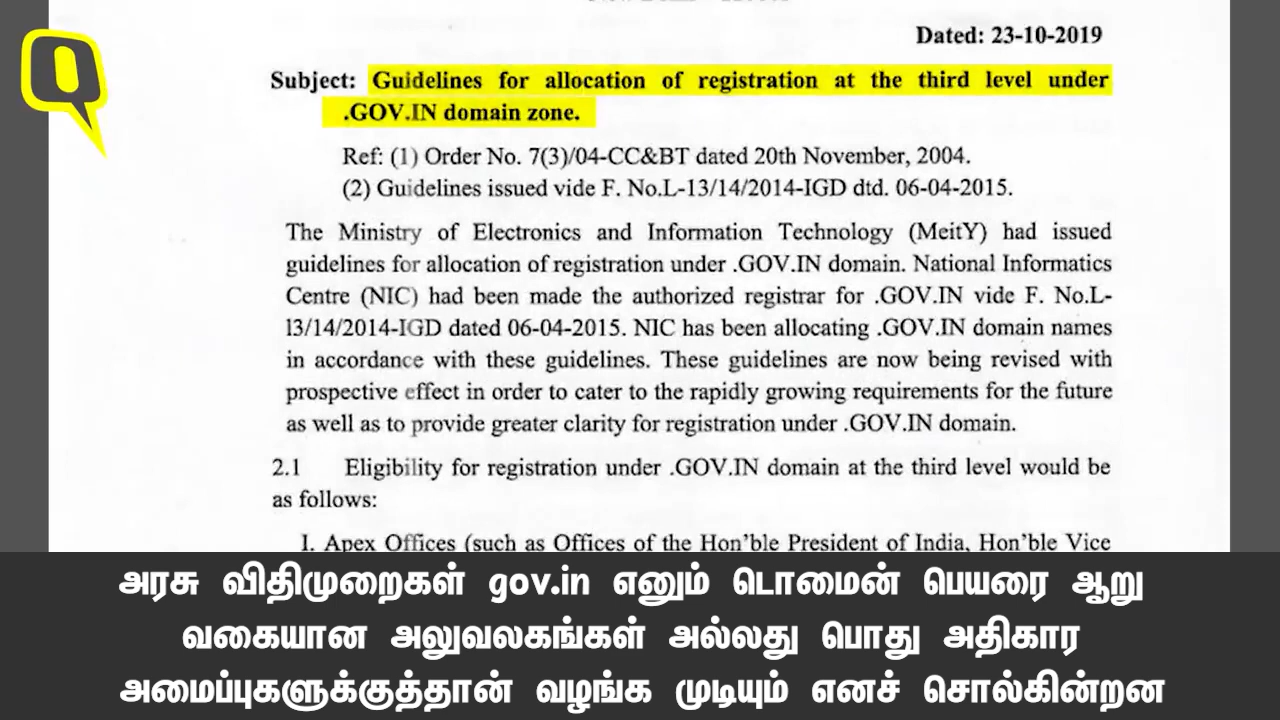 Dated: 23-10-2019
Subject: Guidelines for allocation of registration at the third level under
.GOV.IN domain zone.
Ref: (1) Order No. 7(3)/04-CC&BT dated 20th November, 2004.
(2) Guidelines issued vide F. No.L-13/14/2014-IGD dtd. 06-04-2015.
The Ministry of Electronics and Information Technology (MeitY) had issued
guidelines for allocation of registration under .GOV.IN domain. National Informatics
Centre (NIC) had been made the authorized registrar for .GOV.IN vide F. No.L-
13/14/2014-IGD dated 06-04-2015. NIC has been allocating .GOV.IN domain names
in accordance with these guidelines. These guidelines are now being revised with
prospective effect in order to cater to the rapidly growing requirements for the future
as well as to provide greater clarity for registration under .GOV.IN domain.
2.1 Eligibility for registration under .GOV.IN domain at the third level would be
as follows:
I. Apex Offices (such as Offices of the Hon'ble President of India, Hon'ble Vice
அரசு விதிமுறைகள் gov.in எனும் டொமைன் பெயரை ஆறு
வகையான அலுவலகங்கள் அல்லது பொது அதிகார
அமைப்புகளுக்குத்தான் வழங்க முடியும் எனச் சொல்கின்றன